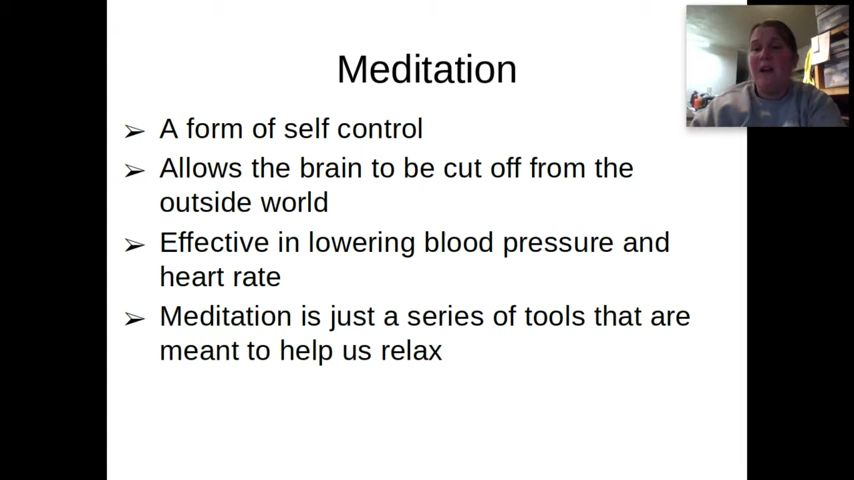 Meditation
➢ A form of self control
➢ Allows the brain to be cut off from the
outside world
➢ Effective in lowering blood pressure and
heart rate
➢ Meditation is just a series of tools that are
meant to help us relax